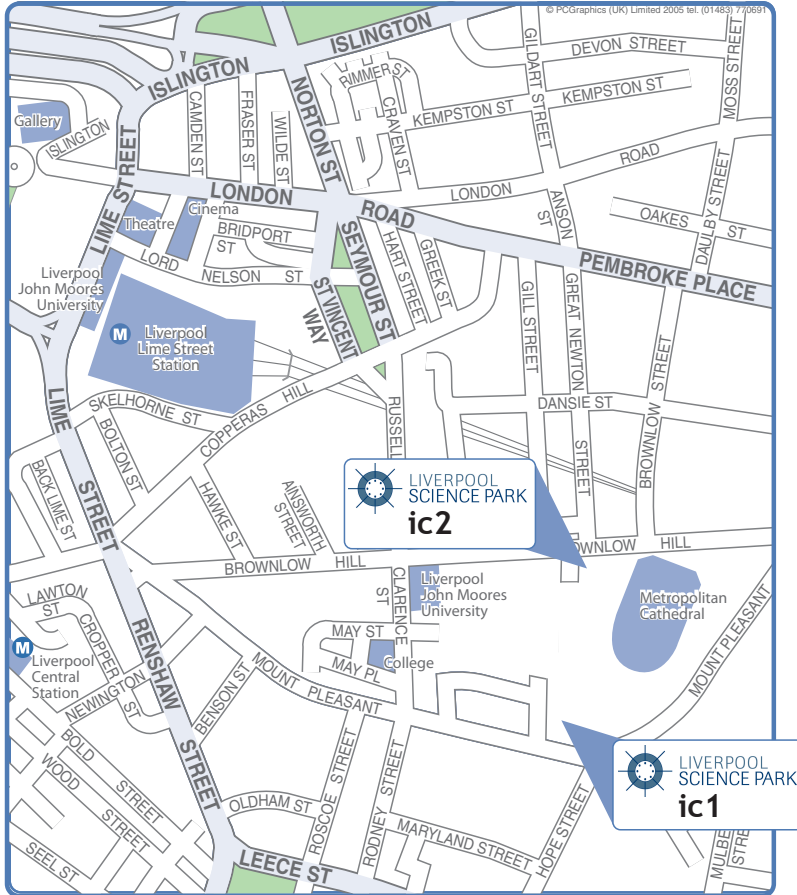 © PCGraphics (UK) Limited 2005 tel. (01483) 770691
ISLINGTON
DEVON STREET
MOSS STREET
GILDART STREET
ISLINGTON
RIMMER ST
KEMPSTON ST
KEMPSTON ST
Gallery
ISLINGTON
CAMDEN ST
FRASER ST
WILDE ST
NORTON ST
CRAVEN ST
LIME STREET
LONDON
ROAD
LONDON
ROAD
ANSON
ST
OAKES
ST
DAULBY STREET
Theatre
Cinema
BRIDPORT
ST
LORD
NELSON
ST
SEYMOUR ST
HART STREET
GREEK ST
ST VINCENT
WAY
PEMBROKE PLACE
Liverpool
John Moores
University
M
Liverpool
Lime Street
Station
GILL STREET
GREAT NEWTON
STREET
BROWNLOW STREET
LIME
STREET
SKELHORNE ST
COPPERAS HILL
BOLTON ST
RUSSELL
DANSIE ST
BACK LIME ST
HAWKE ST
AINSWORTH
STREET
LIVERPOOL
SCIENCE PARK
ic2
BROWNLOW HILL
OWNLOW HILL
LAWTON
ST
CROPPER
ST
CLARENCE
ST
Liverpool
John Moores
University
Metropolitan
Cathedral
MOUNT PLEASANT
M
Liverpool
Central
Station
RENSHAW
STREET
MAY ST
MAY PL
College
NEWINGTON
BENSON ST
MOUNT PLEASANT
BOLD
STREET
WOOD
STREET
SEEL ST
OLDHAM ST
ROSCOE STREET
RODNEY STREET
MARYLAND STREET
HOPE STREET
LEECE ST
LIVERPOOL
SCIENCE PARK
ic1
MULBE
STRE